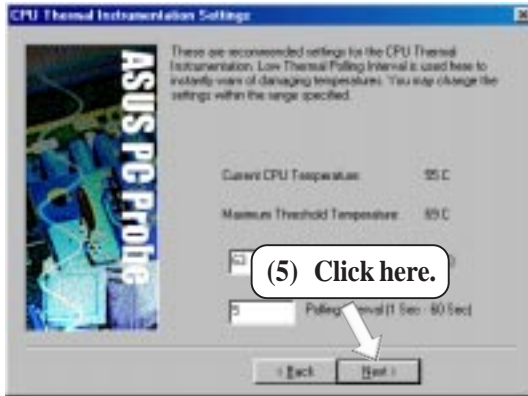 CPU Thermal Instrumentation Settings
ASUS PC Probe
These are recommended settings for the CPU Thermal
Instrumentation. Low Thermal Polling Interval is used here to
instantly warn of damaging temperatures. You may change the
settings within the range specified.
Current CPU Temperature:
Maximum Threshold Temperature: 69 C
(5) Click here.
5 Polling Interval (1 Sec - 60 Sec)
< Back Next >